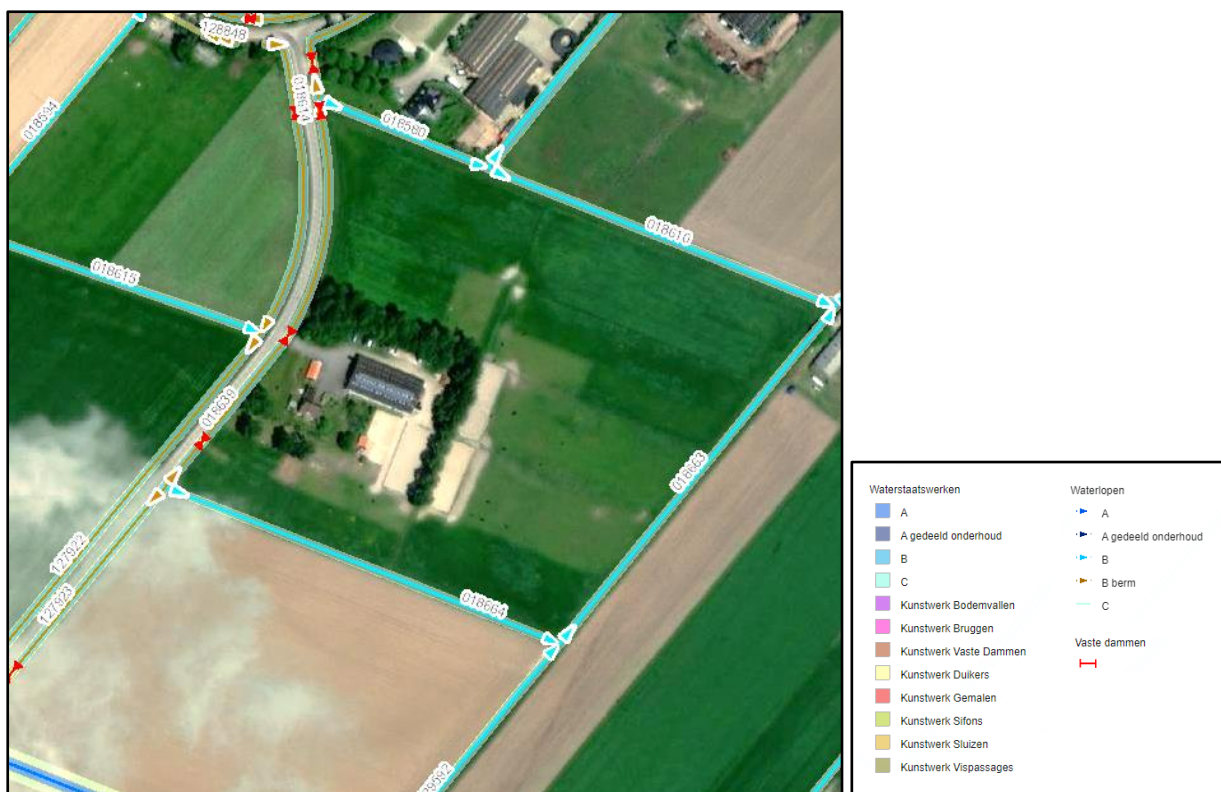 128848
018614
018594
018580
018610
018615
018639
018663
127922
127923
018664
Waterstaatswerken
A
A gedeeld onderhoud
B
C
Kunstwerk Bodemvallen
Kunstwerk Bruggen
Kunstwerk Vaste Dammen
Kunstwerk Duikers
Kunstwerk Gemalen
Kunstwerk Sifons
Kunstwerk Sluizen
Kunstwerk Vispassages
Waterlopen
A
A gedeeld onderhoud
B
B berm
C
Vaste dammen